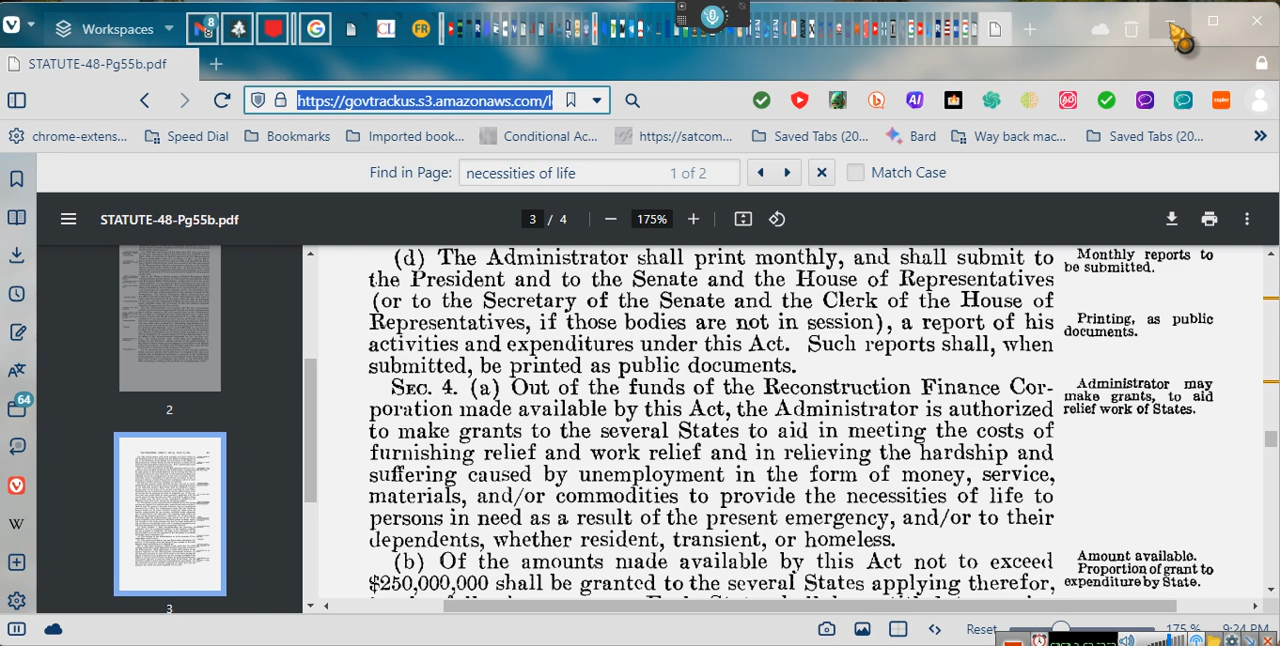 8
Workspaces
STATUTE-48-Pg55b.pdf
https://govtrackus.s3.amazonaws.com/l
chrome-extens...
Speed Dial
Bookmarks
Imported book...
Conditional Ac...
https://satcom...
Saved Tabs (20...
Bard
Way back mac...
Saved Tabs (20...
Find in Page:
necessities of life
1 of 2
Match Case
STATUTE-48-Pg55b.pdf
3 / 4
175%
(d) The Administrator shall print monthly, and shall submit to
the President and to the Senate and the House of Representatives
(or to the Secretary of the Senate and the Clerk of the House of
Representatives, if those bodies are not in session), a report of his
activities and expenditures under this Act. Such reports shall, when
submitted, be printed as public documents.
SEC. 4. (a) Out of the funds of the Reconstruction Finance Cor-
poration made available by this Act, the Administrator is authorized
to make grants to the several States to aid in meeting the costs of
furnishing relief and work relief and in relieving the hardship and
suffering caused by unemployment in the form of money, service,
materials, and/or commodities to provide the necessities of life to
persons in need as a result of the present emergency, and/or to their
dependents, whether resident, transient, or homeless.
(b) Of the amounts made available by this Act not to exceed
$250,000,000 shall be granted to the several States applying therefor,
Monthly reports to
be submitted.
Printing, as public
documents.
Administrator may
make grants, to aid
relief work of States.
Amount available.
Proportion of grant to
expenditure by State.
2
3
64
W
Reset
175 %
9:24 PM